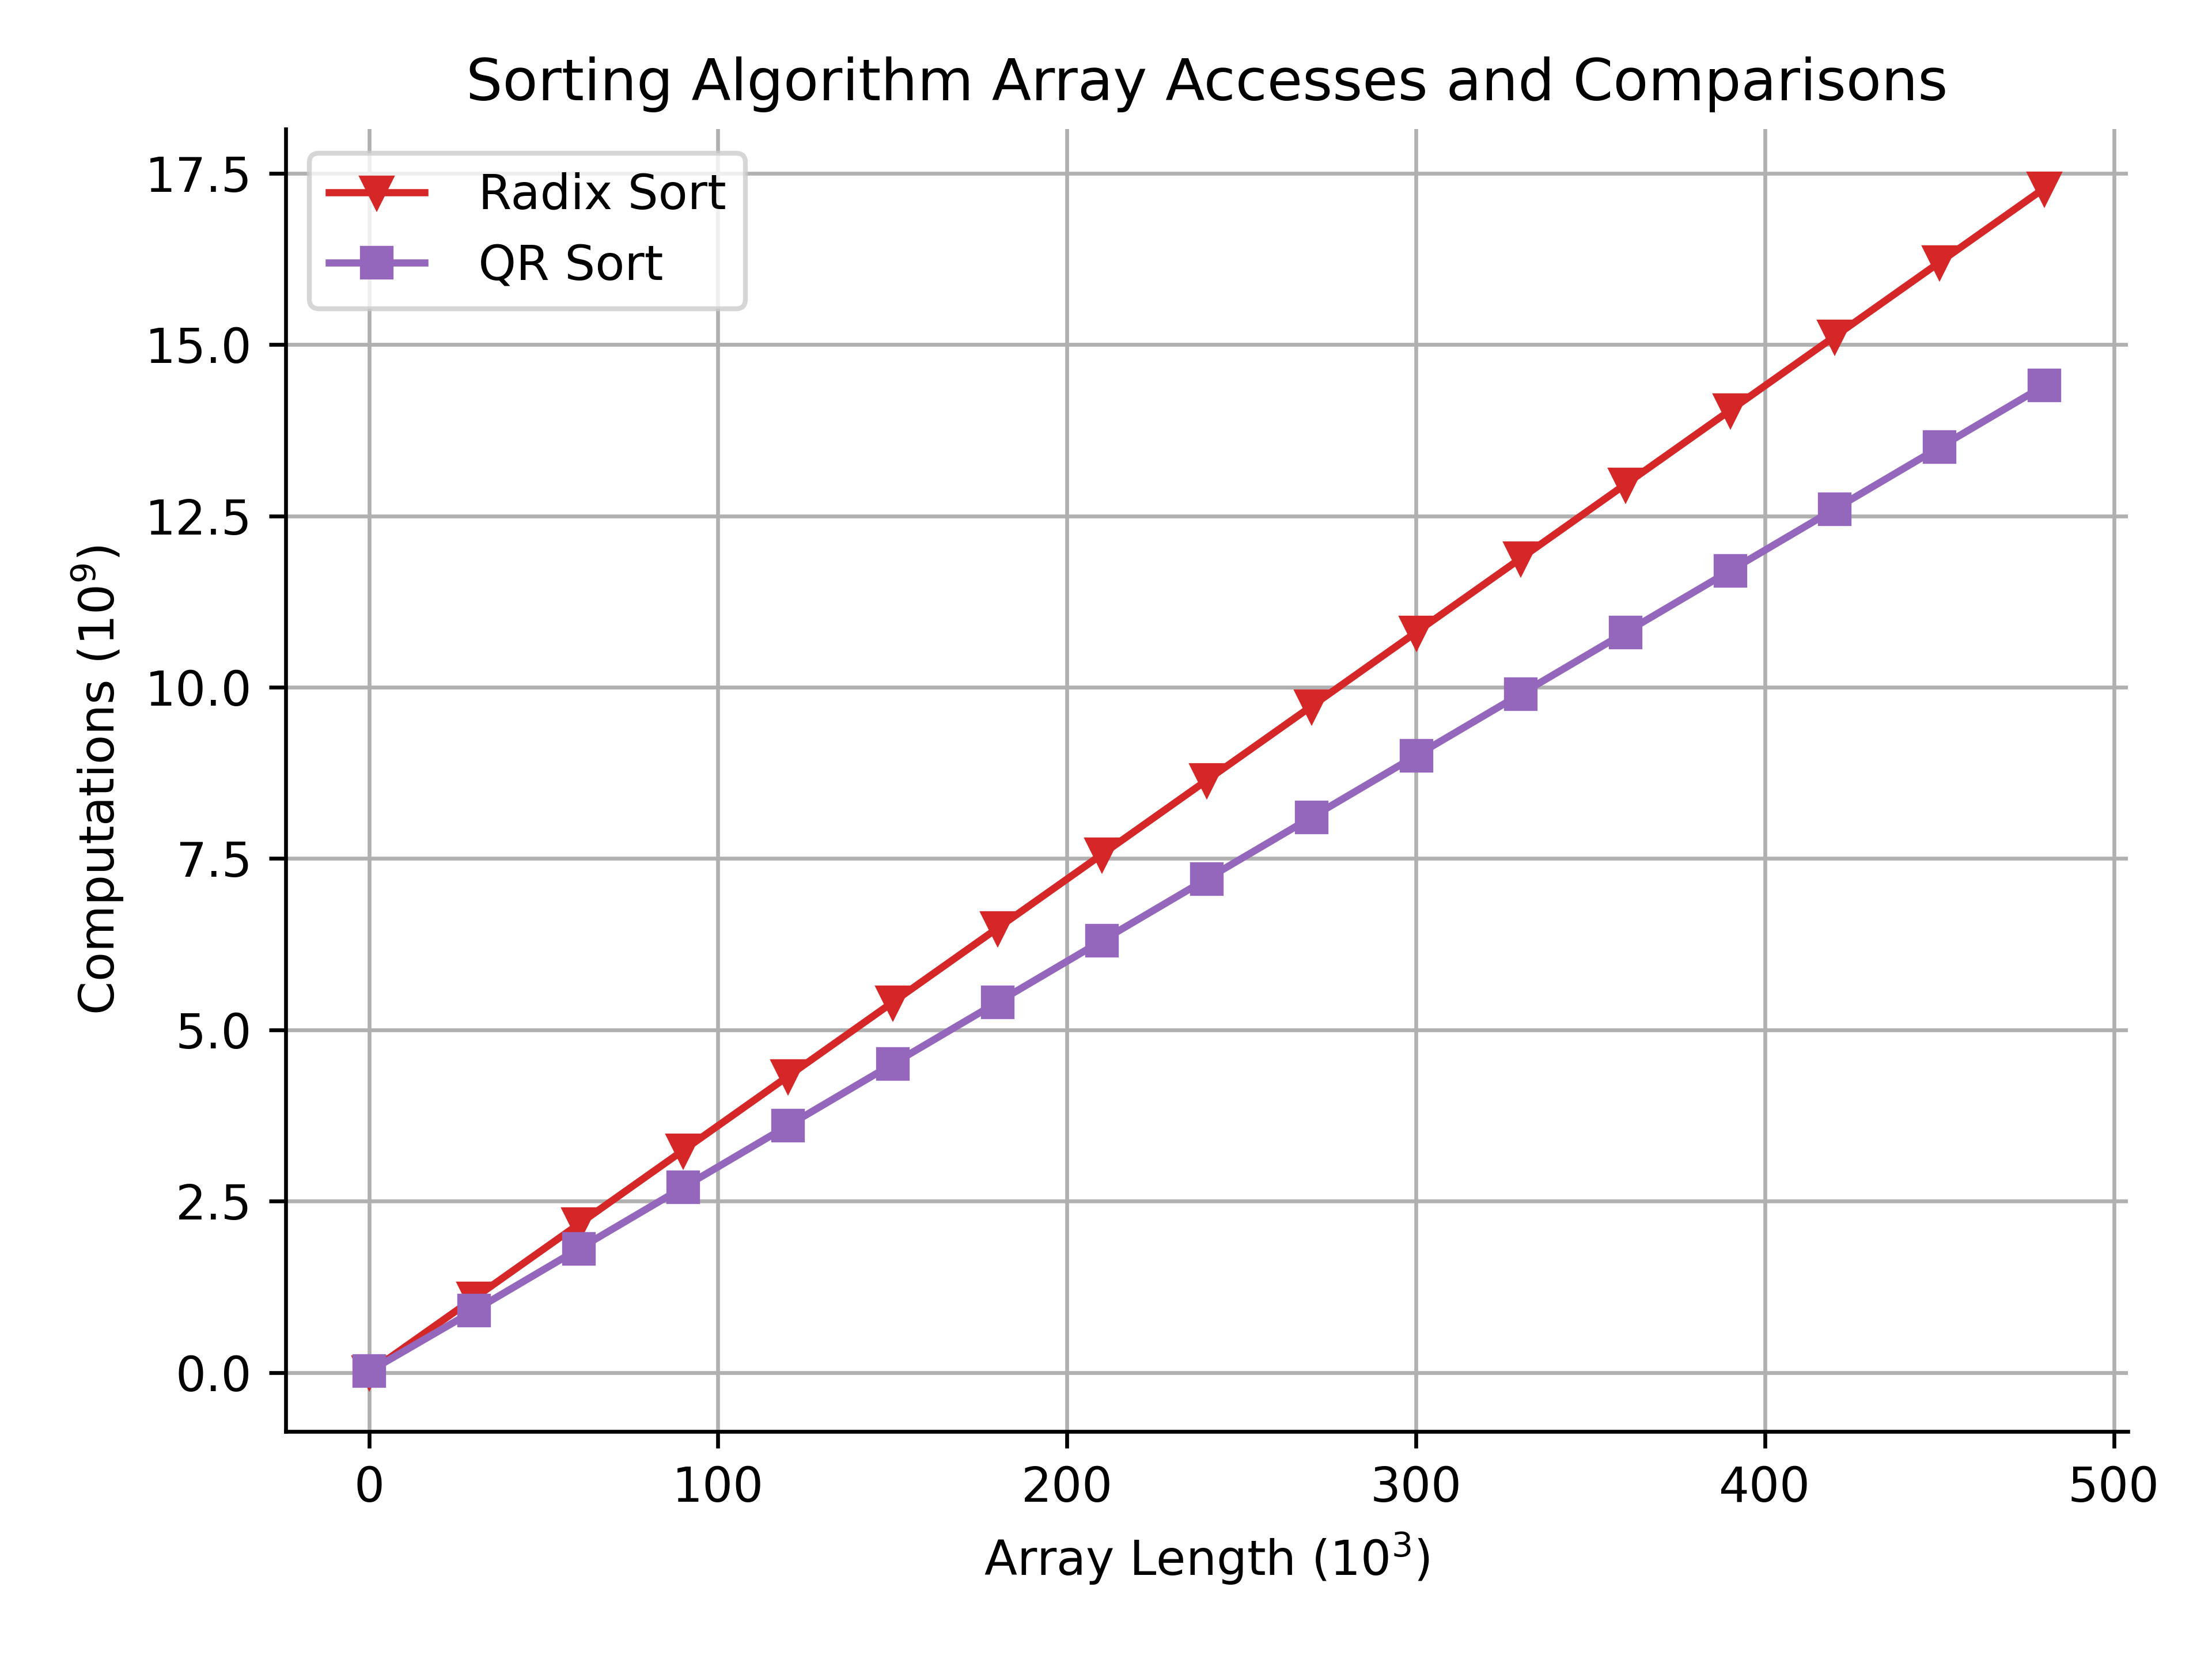 Sorting Algorithm Array Accesses and Comparisons
Radix Sort
QR Sort
17.5
15.0
12.5
10.0
7.5
5.0
2.5
0.0
Computations (10⁹)
0 100 200 300 400 500
Array Length (10³)